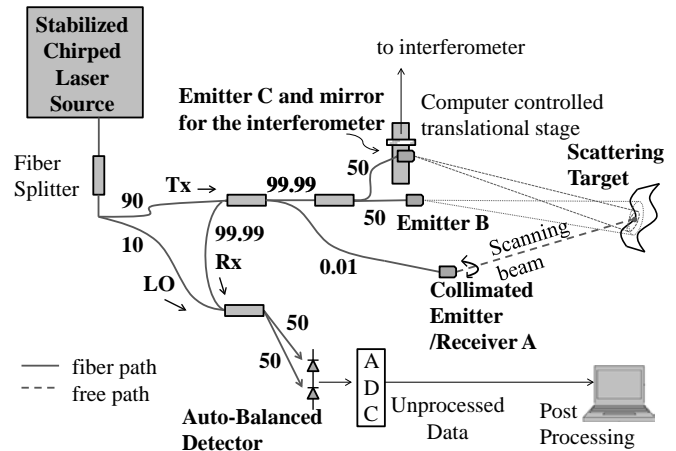 Stabilized
Chirped
Laser
Source
to interferometer
Emitter C and mirror
for the interferometer
Computer controlled
translational stage
Scattering
Target
Fiber
Splitter
90
Tx
99.99
50
50
Emitter B
10
99.99
Rx
0.01
Scanning
beam
LO
Collimated
Emitter
/Receiver A
50
50
fiber path
free path
Auto-Balanced
Detector
A
D
C
Unprocessed
Data
Post
Processing